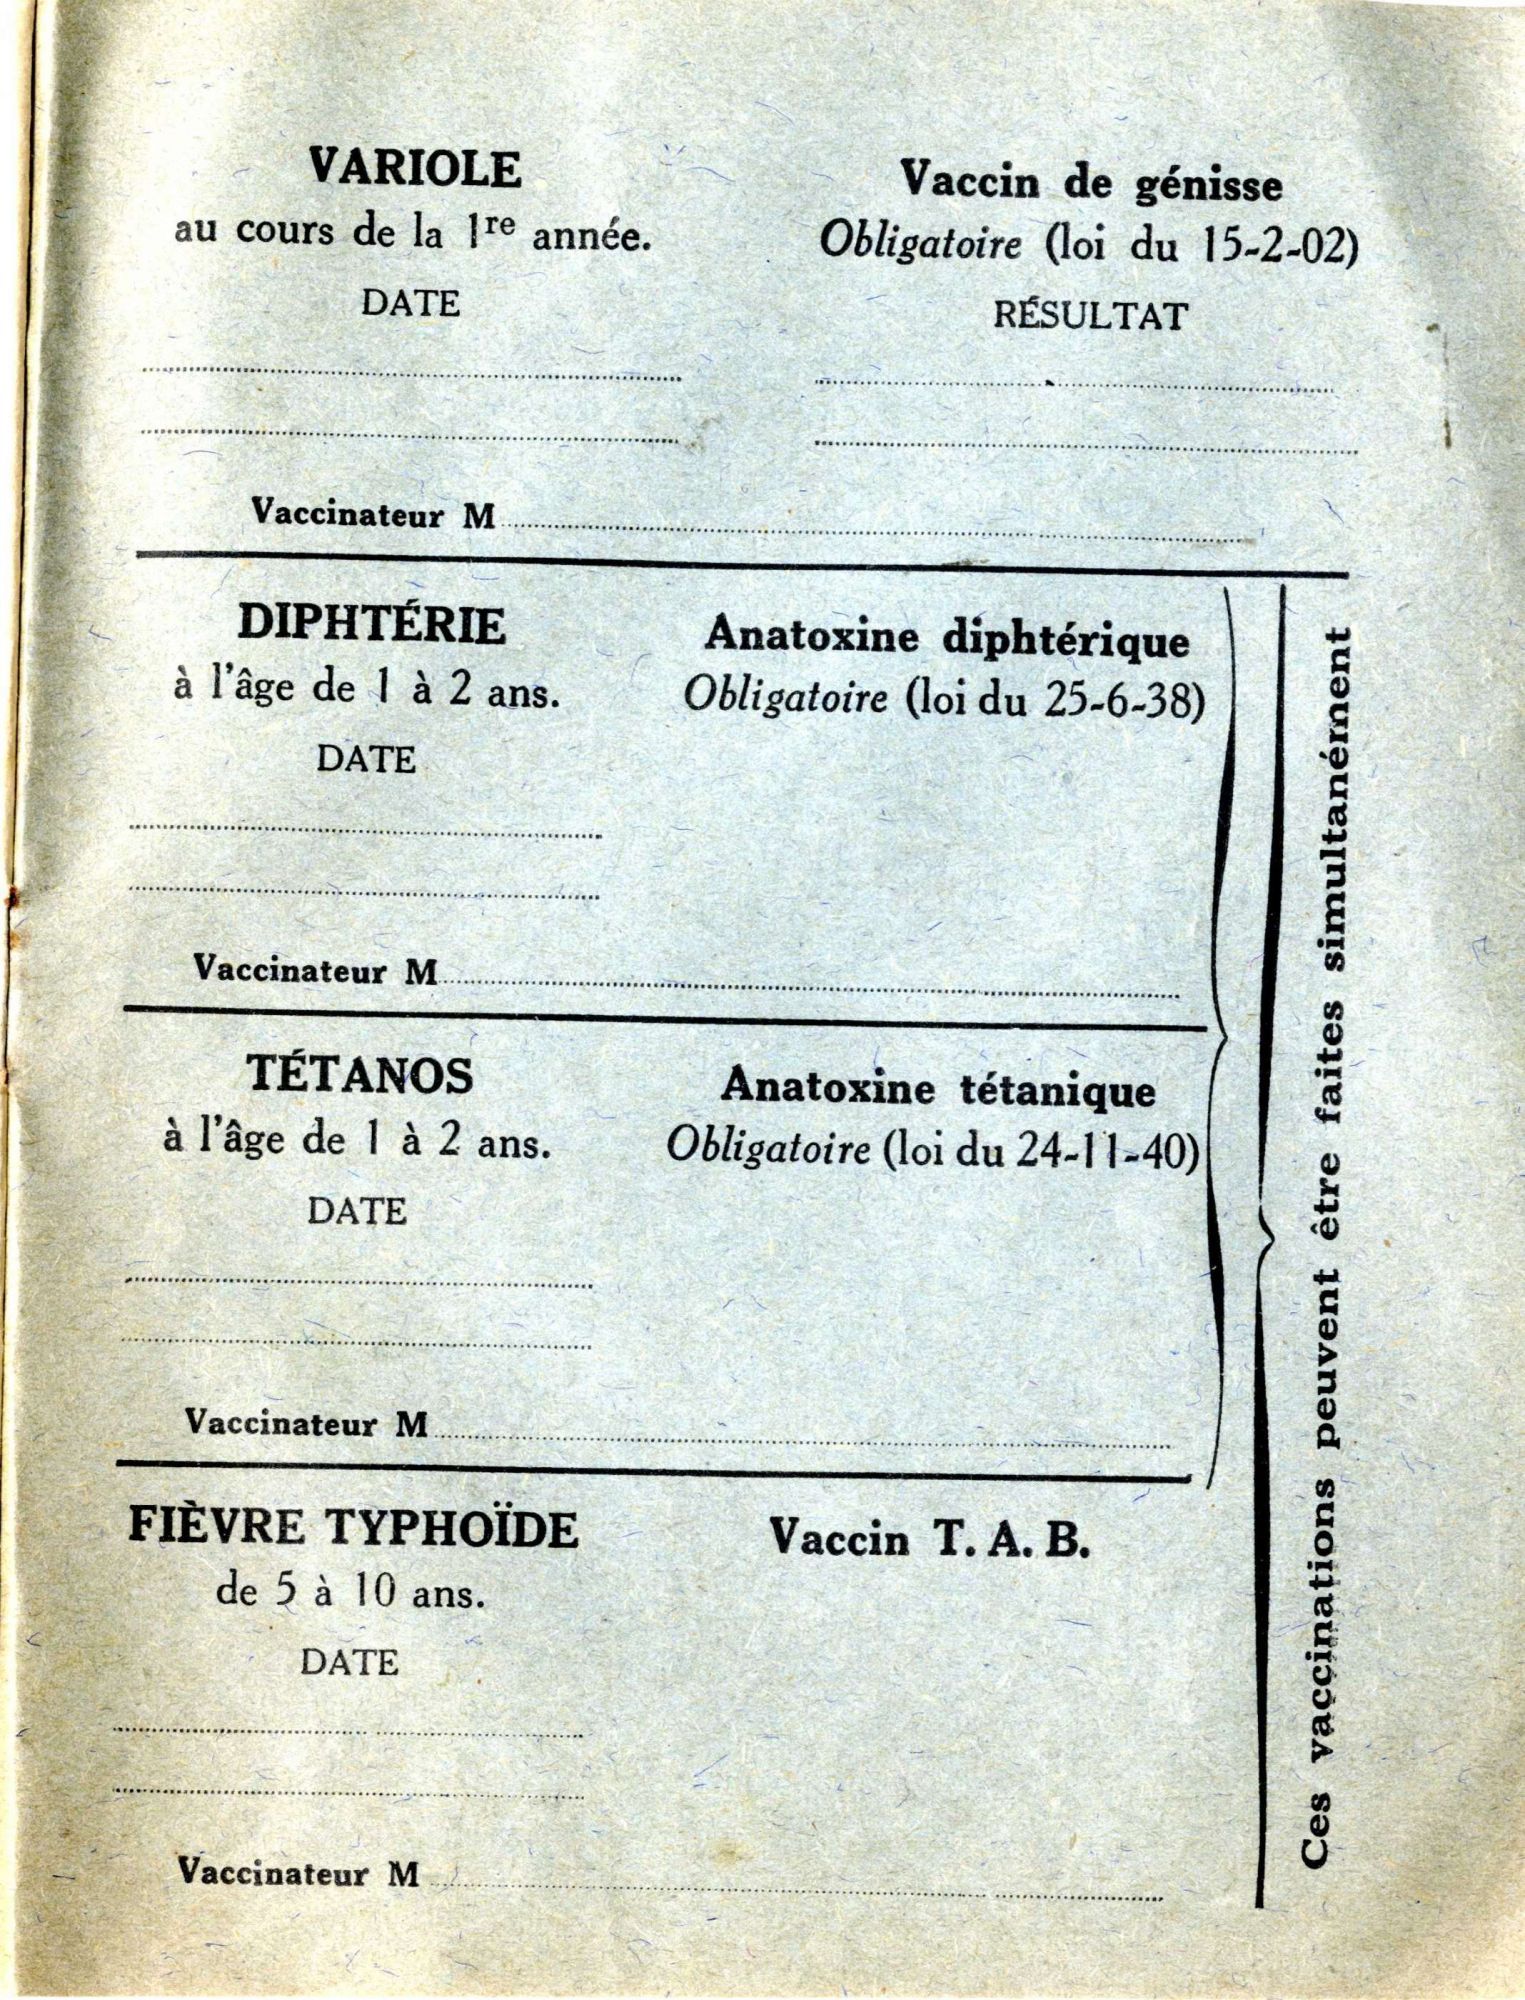 VARIOLE
au cours de la 1re année.
DATE
Vaccin de génisse
Obligatoire (loi du 15-2-02)
RÉSULTAT
Vaccinateur M
DIPHTÉRIE
à l'âge de 1 à 2 ans.
DATE
Anatoxine diphtérique
Obligatoire (loi du 25-6-38)
Vaccinateur M
TÉTANOS
à l'âge de 1 à 2 ans.
DATE
Anatoxine tétanique
Obligatoire (loi du 24-11-40)
Vaccinateur M
FIÈVRE TYPHOÏDE
de 5 à 10 ans.
DATE
Vaccin T. A. B.
Vaccinateur M
Ces vaccinations peuvent être faites simultanément